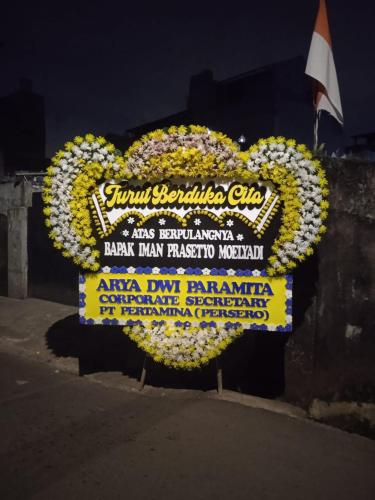 Turut Berduka Cita
ATAS BERPULANGNYA
BAPAK IMAN PRASETYO MOELYADI
ARYA DWI PARAMITA
CORPORATE SECRETARY
PT PERTAMINA (PERSERO)